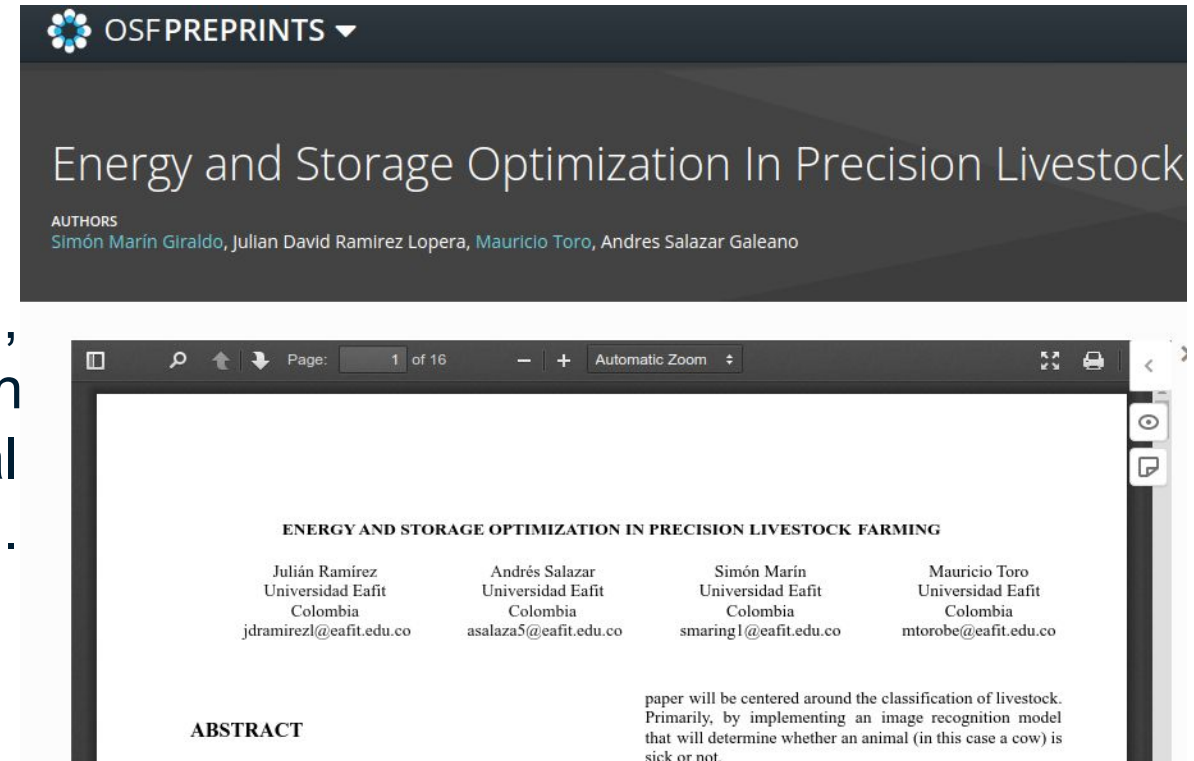 OSFPREPRINTS
Energy and Storage Optimization In Precision Livestock
AUTHORS
Simón Marín Giraldo, Julian David Ramirez Lopera, Mauricio Toro, Andres Salazar Galeano
,
n
al
.
Page: 1 of 16 − + Automatic Zoom
ENERGY AND STORAGE OPTIMIZATION IN PRECISION LIVESTOCK FARMING
Julián Ramírez Andrés Salazar Simón Marín Mauricio Toro
Universidad Eafit Universidad Eafit Universidad Eafit Universidad Eafit
Colombia Colombia Colombia Colombia
jdramirezl@eafit.edu.co asalaza5@eafit.edu.co smaring1@eafit.edu.co mtorobe@eafit.edu.co
ABSTRACT
paper will be centered around the classification of livestock.
Primarily, by implementing an image recognition model
that will determine whether an animal (in this case a cow) is
sick or not.